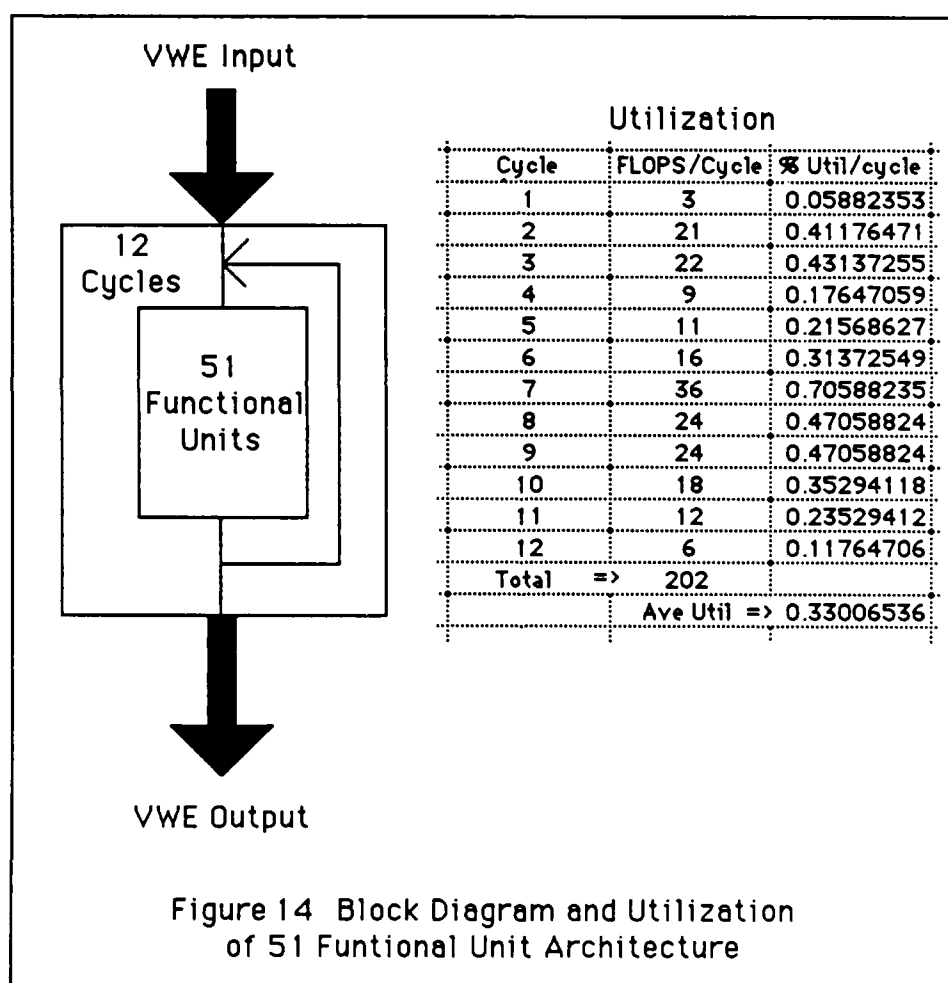 VWE Input
12
Cycles
51
Functional
Units
VWE Output
Utilization
Cycle FLOPS/Cycle % Util/cycle
1 3 0.05882353
2 21 0.41176471
3 22 0.43137255
4 9 0.17647059
5 11 0.21568627
6 16 0.31372549
7 36 0.70588235
8 24 0.47058824
9 24 0.47058824
10 18 0.35294118
11 12 0.23529412
12 6 0.11764706
Total => 202
Ave Util => 0.33006536
Figure 14 Block Diagram and Utilization
of 51 Funtional Unit Architecture